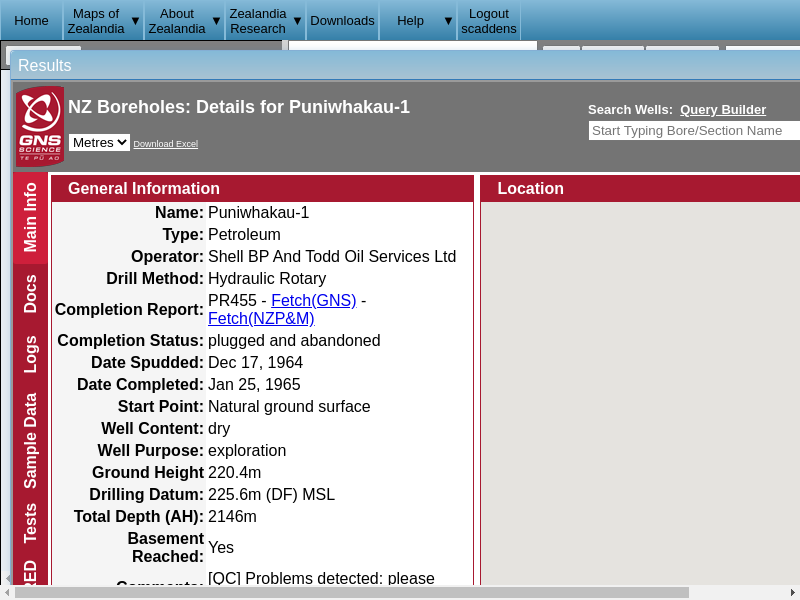 Home
Maps of
Zealandia
▼
About
Zealandia
▼
Zealandia
Research
▼
Downloads
Help
▼
Logout
scaddens
Results
GNS
SCIENCE
TE PŪ AO
NZ Boreholes: Details for Puniwhakau-1
Metres
Download Excel
Search Wells: Query Builder
Start Typing Bore/Section Name
Main Info
Docs
Logs
Sample Data
Tests
General Information
Name: Puniwhakau-1
Type: Petroleum
Operator: Shell BP And Todd Oil Services Ltd
Drill Method: Hydraulic Rotary
Completion Report: PR455 - Fetch(GNS) -
Fetch(NZP&M)
Completion Status: plugged and abandoned
Date Spudded: Dec 17, 1964
Date Completed: Jan 25, 1965
Start Point: Natural ground surface
Well Content: dry
Well Purpose: exploration
Ground Height 220.4m
Drilling Datum: 225.6m (DF) MSL
Total Depth (AH): 2146m
Basement
Reached: Yes
Comments: [QC] Problems detected: please
Location